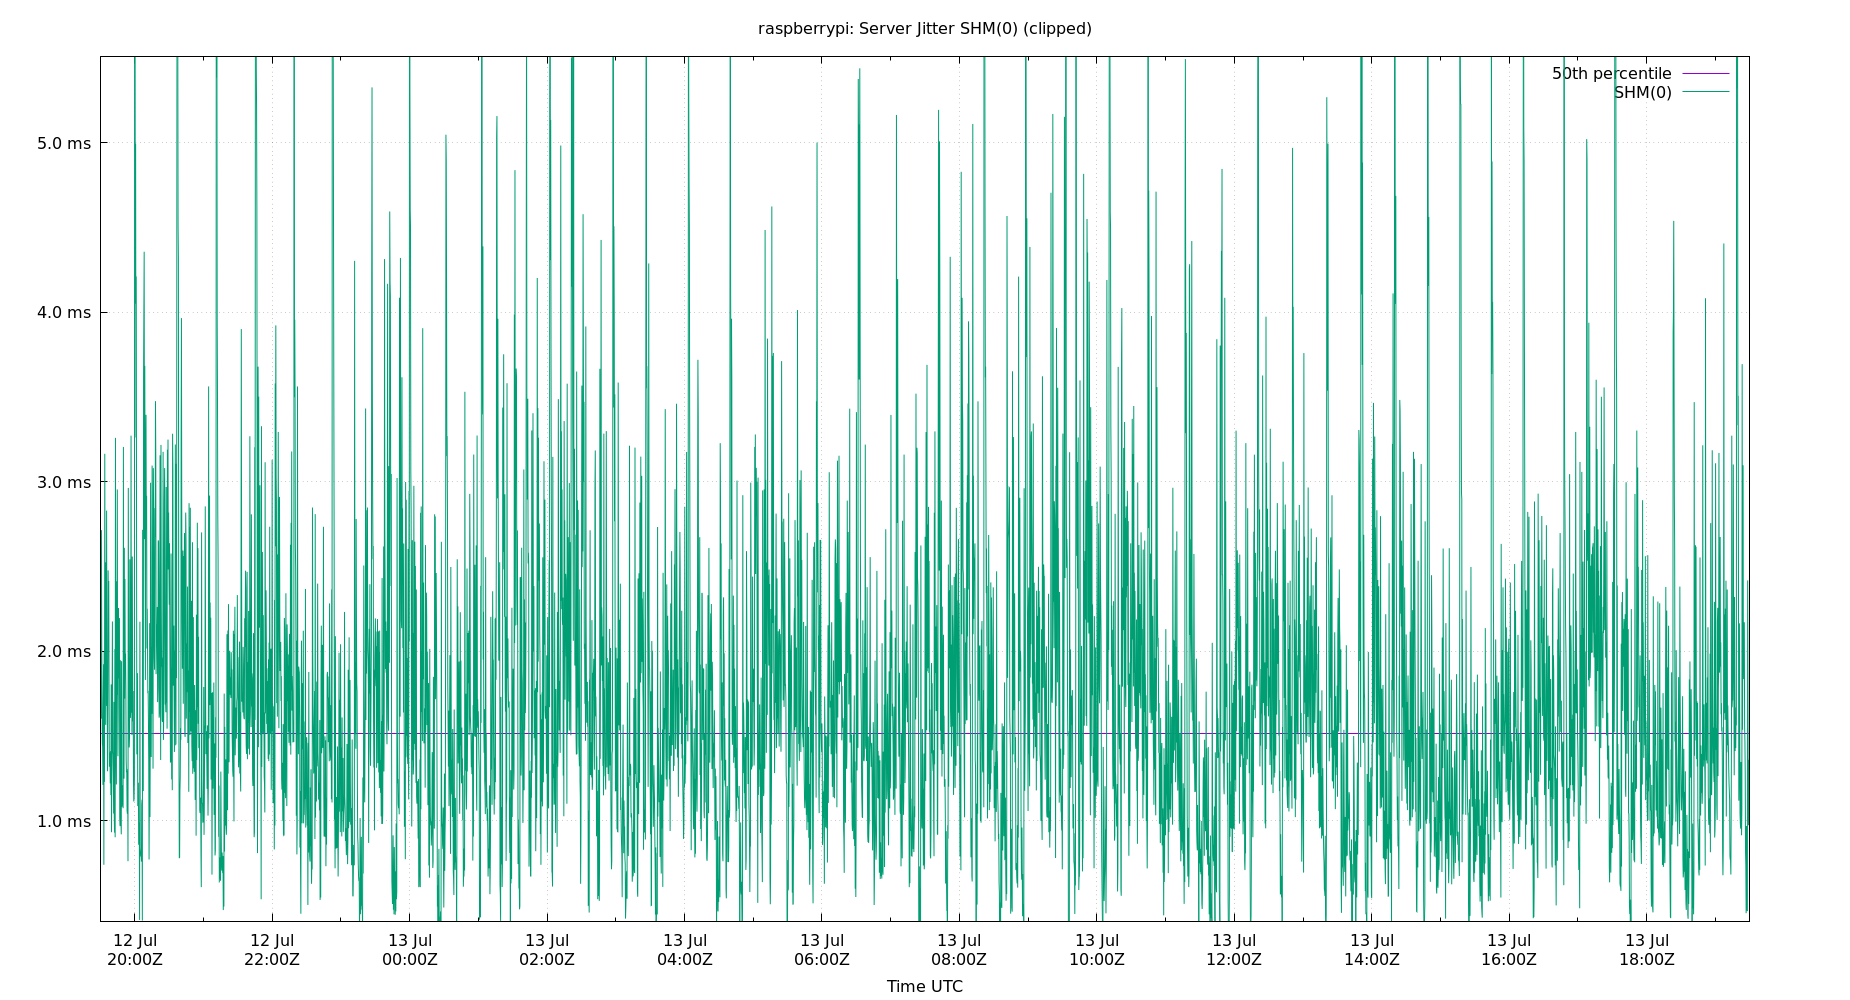 raspberrypi: Server Jitter SHM(0) (clipped)
50th percentile
SHM(0)
5.0 ms
4.0 ms
3.0 ms
2.0 ms
1.0 ms
12 Jul 12 Jul 13 Jul 13 Jul 13 Jul 13 Jul 13 Jul 13 Jul 13 Jul 13 Jul 13 Jul 13 Jul
20:00Z 22:00Z 00:00Z 02:00Z 04:00Z 06:00Z 08:00Z 10:00Z 12:00Z 14:00Z 16:00Z 18:00Z
Time UTC